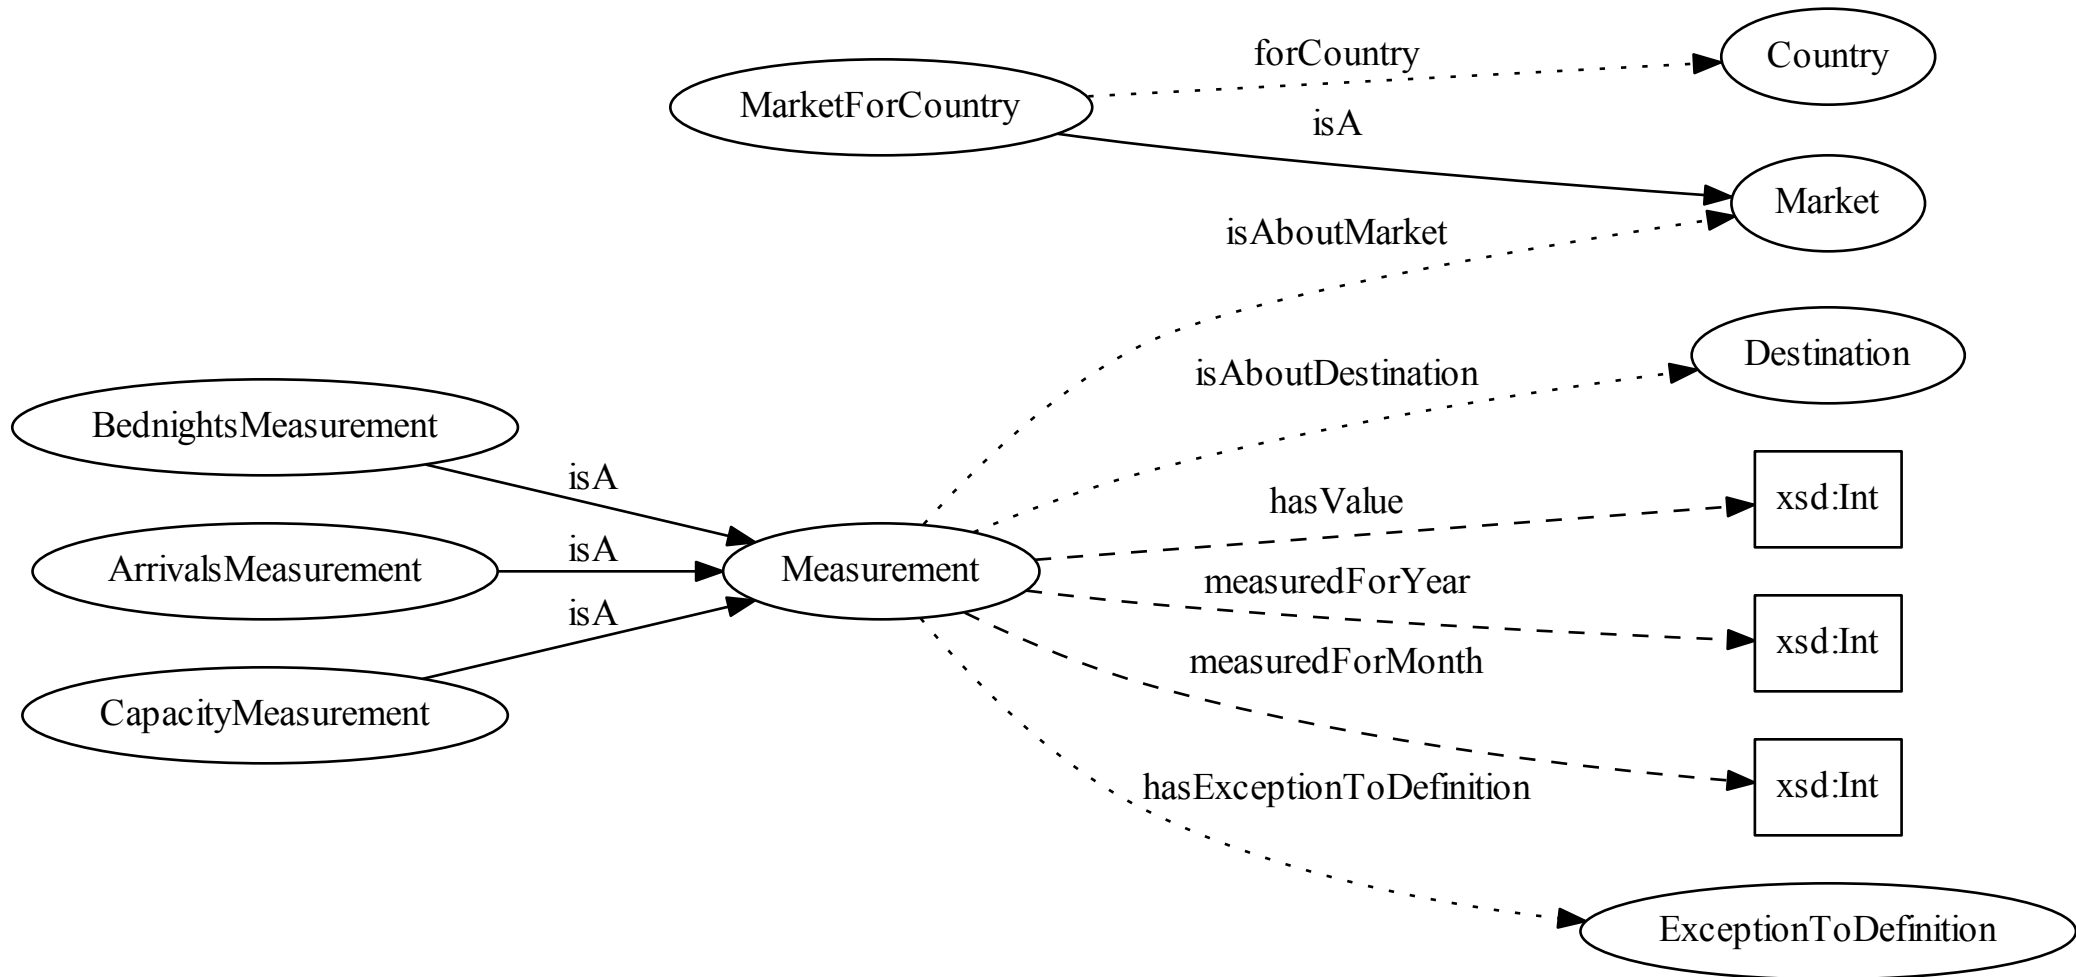 forCountry
Country
MarketForCountry
isA
Market
isAboutMarket
isAboutDestination
Destination
BednightsMeasurement
isA
hasValue
xsd:Int
ArrivalsMeasurement
isA
Measurement
measuredForYear
xsd:Int
isA
measuredForMonth
CapacityMeasurement
xsd:Int
hasExceptionToDefinition
ExceptionToDefinition